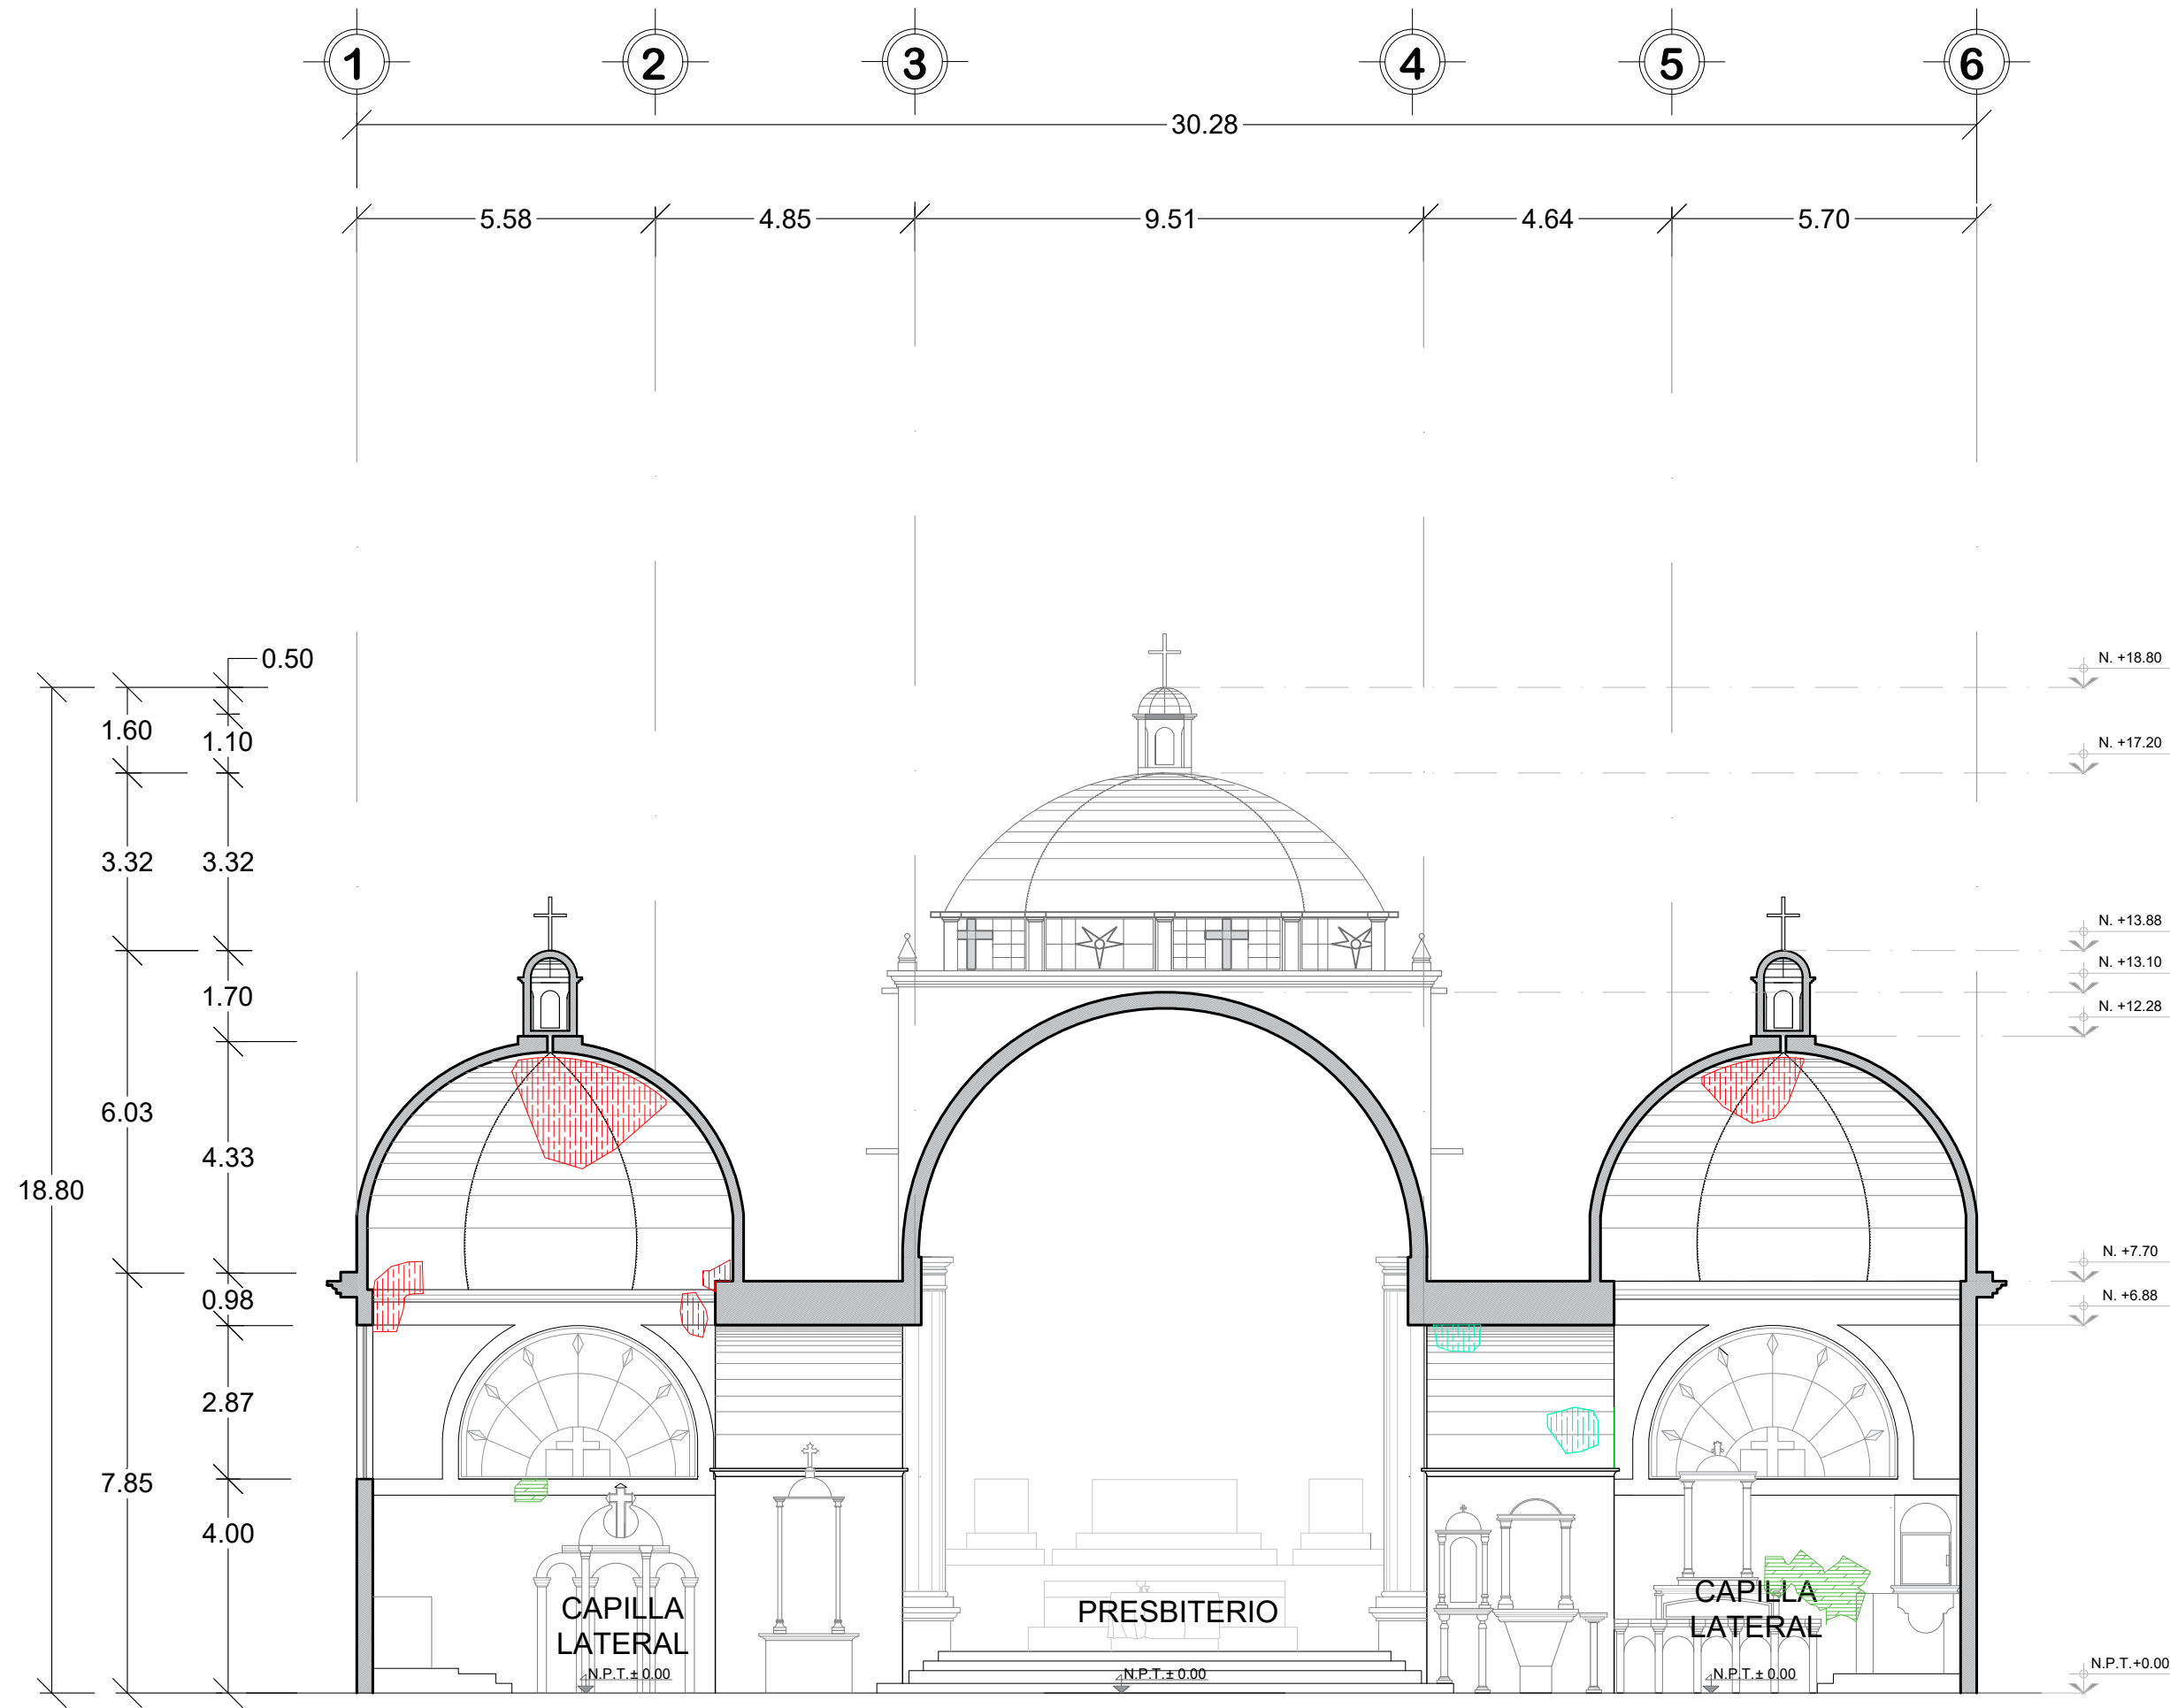 1 2 3 4 5 6
30.28
5.58 4.85 9.51 4.64 5.70
0.50
N. +18.80
1.60
1.10
N. +17.20
3.32
3.32
N. +13.88
N. +13.10
1.70
N. +12.28
6.03
4.33
18.80
N. +7.70
0.98
N. +6.88
2.87
7.85
4.00
CAPILLA
LATERAL
N.P.T.± 0.00
PRESBITERIO
N.P.T.± 0.00
CAPILLA
LATERAL
N.P.T.± 0.00
N.P.T.+0.00